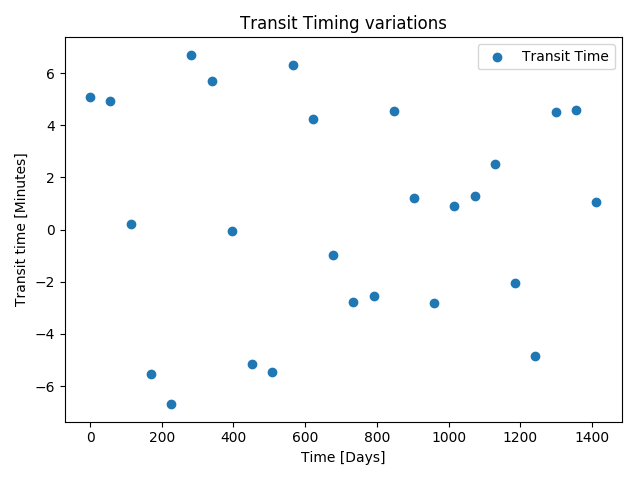 Transit Timing variations
Transit Time
Transit time [Minutes]
6
4
2
0
−2
−4
−6
0 200 400 600 800 1000 1200 1400
Time [Days]